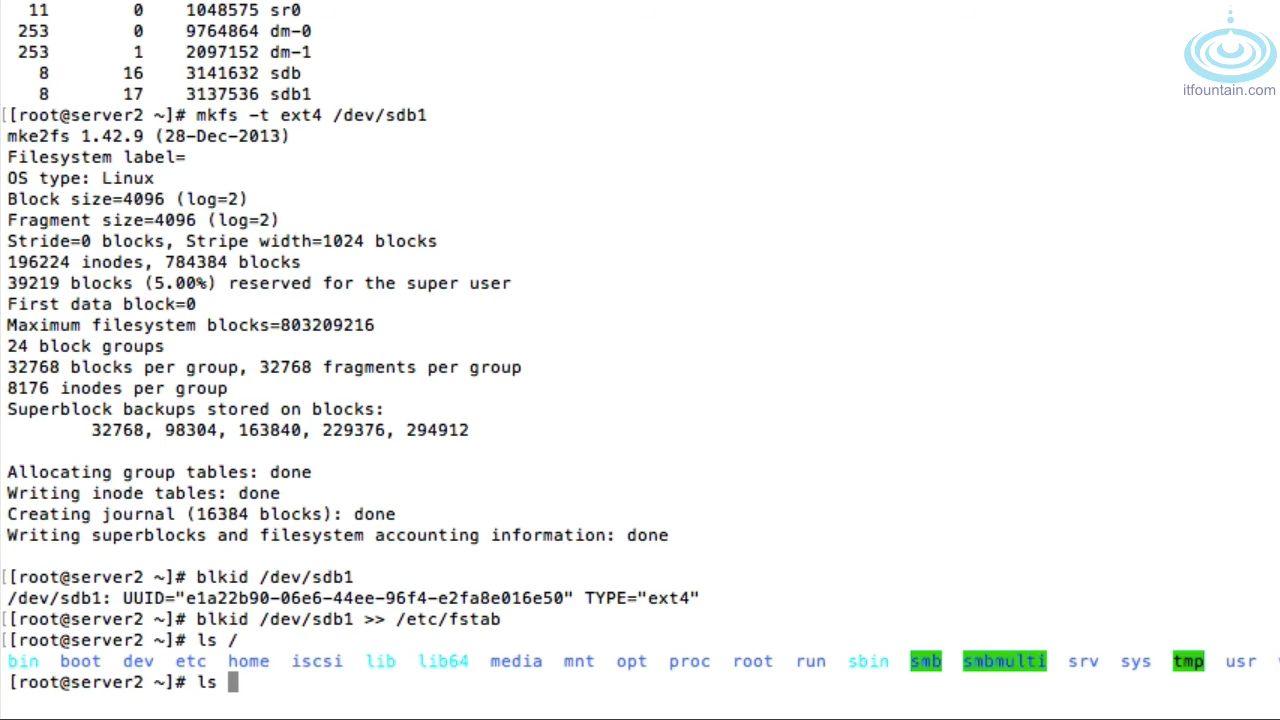 11 0 1048575 sr0
253 0 9764864 dm-0
253 1 2097152 dm-1
8 16 3141632 sdb
8 17 3137536 sdb1
[[root@server2 ~]# mkfs -t ext4 /dev/sdb1
mke2fs 1.42.9 (28-Dec-2013)
Filesystem label=
OS type: Linux
Block size=4096 (log=2)
Fragment size=4096 (log=2)
Stride=0 blocks, Stripe width=1024 blocks
196224 inodes, 784384 blocks
39219 blocks (5.00%) reserved for the super user
First data block=0
Maximum filesystem blocks=803209216
24 block groups
32768 blocks per group, 32768 fragments per group
8176 inodes per group
Superblock backups stored on blocks:
32768, 98304, 163840, 229376, 294912
Allocating group tables: done
Writing inode tables: done
Creating journal (16384 blocks): done
Writing superblocks and filesystem accounting information: done
[[root@server2 ~]# blkid /dev/sdb1
/dev/sdb1: UUID="e1a22b90-06e6-44ee-96f4-e2fa8e016e50" TYPE="ext4"
[[root@server2 ~]# blkid /dev/sdb1 >> /etc/fstab
[[root@server2 ~]# ls /
bin boot dev etc home iscsi lib lib64 media mnt opt proc root run sbin smb smbmulti srv sys tmp usr
[root@server2 ~]# ls
itfountain.com